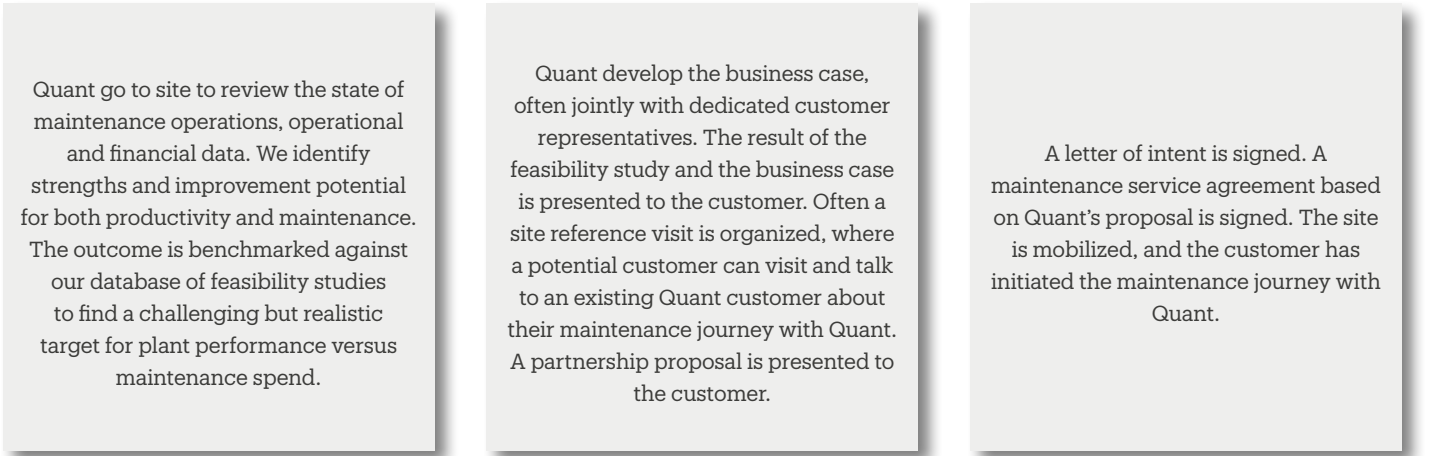 Quant go to site to review the state of
maintenance operations, operational
and financial data. We identify
strengths and improvement potential
for both productivity and maintenance.
The outcome is benchmarked against
our database of feasibility studies
to find a challenging but realistic
target for plant performance versus
maintenance spend.
Quant develop the business case,
often jointly with dedicated customer
representatives. The result of the
feasibility study and the business case
is presented to the customer. Often a
site reference visit is organized, where
a potential customer can visit and talk
to an existing Quant customer about
their maintenance journey with Quant.
A partnership proposal is presented to
the customer.
A letter of intent is signed. A
maintenance service agreement based
on Quant’s proposal is signed. The site
is mobilized, and the customer has
initiated the maintenance journey with
Quant.